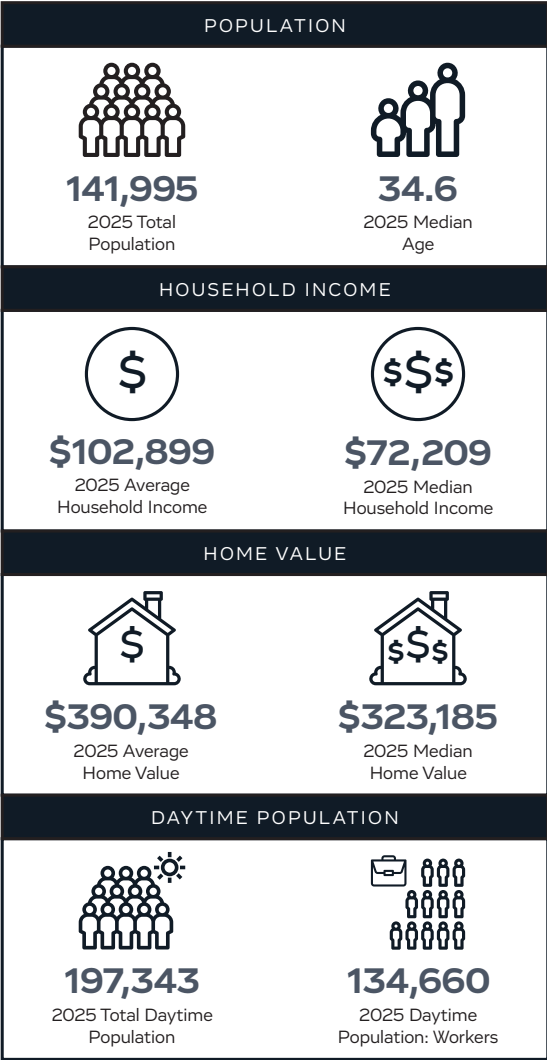 POPULATION
141,995
2025 Total
Population
34.6
2025 Median
Age
HOUSEHOLD INCOME
$
$102,899
2025 Average
Household Income
$$$
$72,209
2025 Median
Household Income
HOME VALUE
$
$390,348
2025 Average
Home Value
$$$
$323,185
2025 Median
Home Value
DAYTIME POPULATION
197,343
2025 Total Daytime
Population
134,660
2025 Daytime
Population: Workers